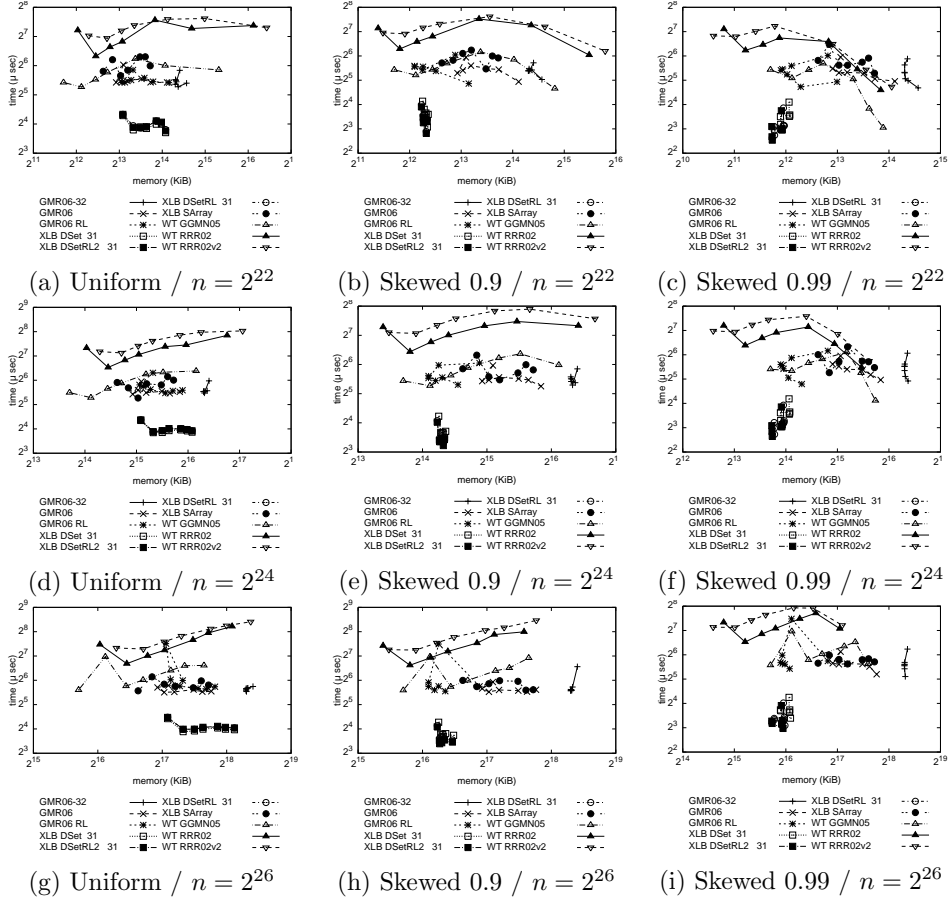 2^8
2^7
2^6
2^5
2^4
2^3
2^2
time (μ sec)
2^11 2^12 2^13 2^14 2^15 2^16 2^1
memory (KiB)
GMR06-32 XLB DSetRL 31
GMR06 XLB SArray
GMR06 RL WT GGMN05
XLB DSet 31 WT RRR02
XLB DSetRL2 31 WT RRR02v2
(a) Uniform / n = 2^22
2^8
2^7
2^6
2^5
2^4
2^3
2^2
time (μ sec)
2^11 2^12 2^13 2^14 2^15 2^16
memory (KiB)
GMR06-32 XLB DSetRL 31
GMR06 XLB SArray
GMR06 RL WT GGMN05
XLB DSet 31 WT RRR02
XLB DSetRL2 31 WT RRR02v2
(b) Skewed 0.9 / n = 2^22
2^8
2^7
2^6
2^5
2^4
2^3
2^2
time (μ sec)
2^10 2^11 2^12 2^13 2^14 2^15
memory (KiB)
GMR06-32 XLB DSetRL 31
GMR06 XLB SArray
GMR06 RL WT GGMN05
XLB DSet 31 WT RRR02
XLB DSetRL2 31 WT RRR02v2
(c) Skewed 0.99 / n = 2^22
2^9
2^8
2^7
2^6
2^5
2^4
2^3
time (μ sec)
2^13 2^14 2^15 2^16 2^17 2^1
memory (KiB)
GMR06-32 XLB DSetRL 31
GMR06 XLB SArray
GMR06 RL WT GGMN05
XLB DSet 31 WT RRR02
XLB DSetRL2 31 WT RRR02v2
(d) Uniform / n = 2^24
2^8
2^7
2^6
2^5
2^4
2^3
2^2
time (μ sec)
2^13 2^14 2^15 2^16 2^17 2^1
memory (KiB)
GMR06-32 XLB DSetRL 31
GMR06 XLB SArray
GMR06 RL WT GGMN05
XLB DSet 31 WT RRR02
XLB DSetRL2 31 WT RRR02v2
(e) Skewed 0.9 / n = 2^24
2^8
2^7
2^6
2^5
2^4
2^3
2^2
time (μ sec)
2^12 2^13 2^14 2^15 2^16 2^17
memory (KiB)
GMR06-32 XLB DSetRL 31
GMR06 XLB SArray
GMR06 RL WT GGMN05
XLB DSet 31 WT RRR02
XLB DSetRL2 31 WT RRR02v2
(f) Skewed 0.99 / n = 2^24
2^9
2^8
2^7
2^6
2^5
2^4
2^3
time (μ sec)
2^15 2^16 2^17 2^18 2^19
memory (KiB)
GMR06-32 XLB DSetRL 31
GMR06 XLB SArray
GMR06 RL WT GGMN05
XLB DSet 31 WT RRR02
XLB DSetRL2 31 WT RRR02v2
(g) Uniform / n = 2^26
2^9
2^8
2^7
2^6
2^5
2^4
2^3
time (μ sec)
2^15 2^16 2^17 2^18 2^19
memory (KiB)
GMR06-32 XLB DSetRL 31
GMR06 XLB SArray
GMR06 RL WT GGMN05
XLB DSet 31 WT RRR02
XLB DSetRL2 31 WT RRR02v2
(h) Skewed 0.9 / n = 2^26
2^8
2^7
2^6
2^5
2^4
2^3
2^2
time (μ sec)
2^14 2^15 2^16 2^17 2^18 2^19
memory (KiB)
GMR06-32 XLB DSetRL 31
GMR06 XLB SArray
GMR06 RL WT GGMN05
XLB DSet 31 WT RRR02
XLB DSetRL2 31 WT RRR02v2
(i) Skewed 0.99 / n = 2^26